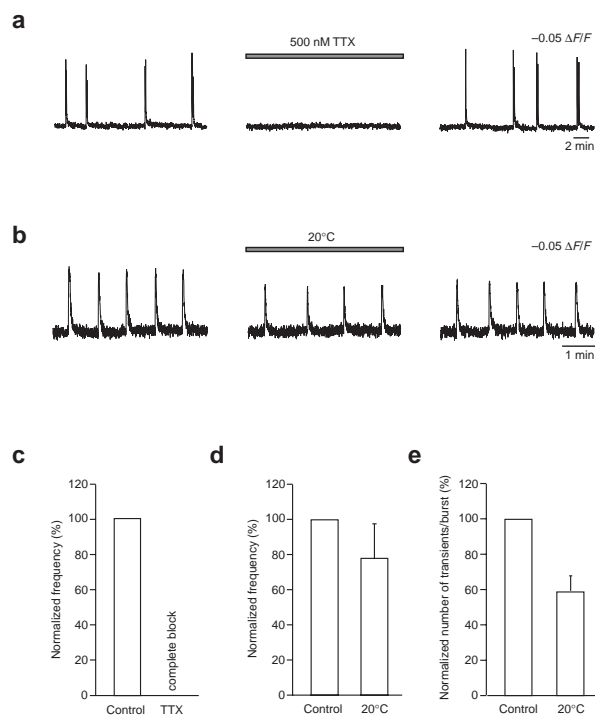 a
500 nM TTX
–0.05 ΔF/F
2 min
b
20°C
–0.05 ΔF/F
1 min
c
Normalized frequency (%)
120
100
80
60
40
20
0
complete block
Control TTX
d
Normalized frequency (%)
120
100
80
60
40
20
0
Control 20°C
e
Normalized number of transients/burst (%)
120
100
80
60
40
20
0
Control 20°C